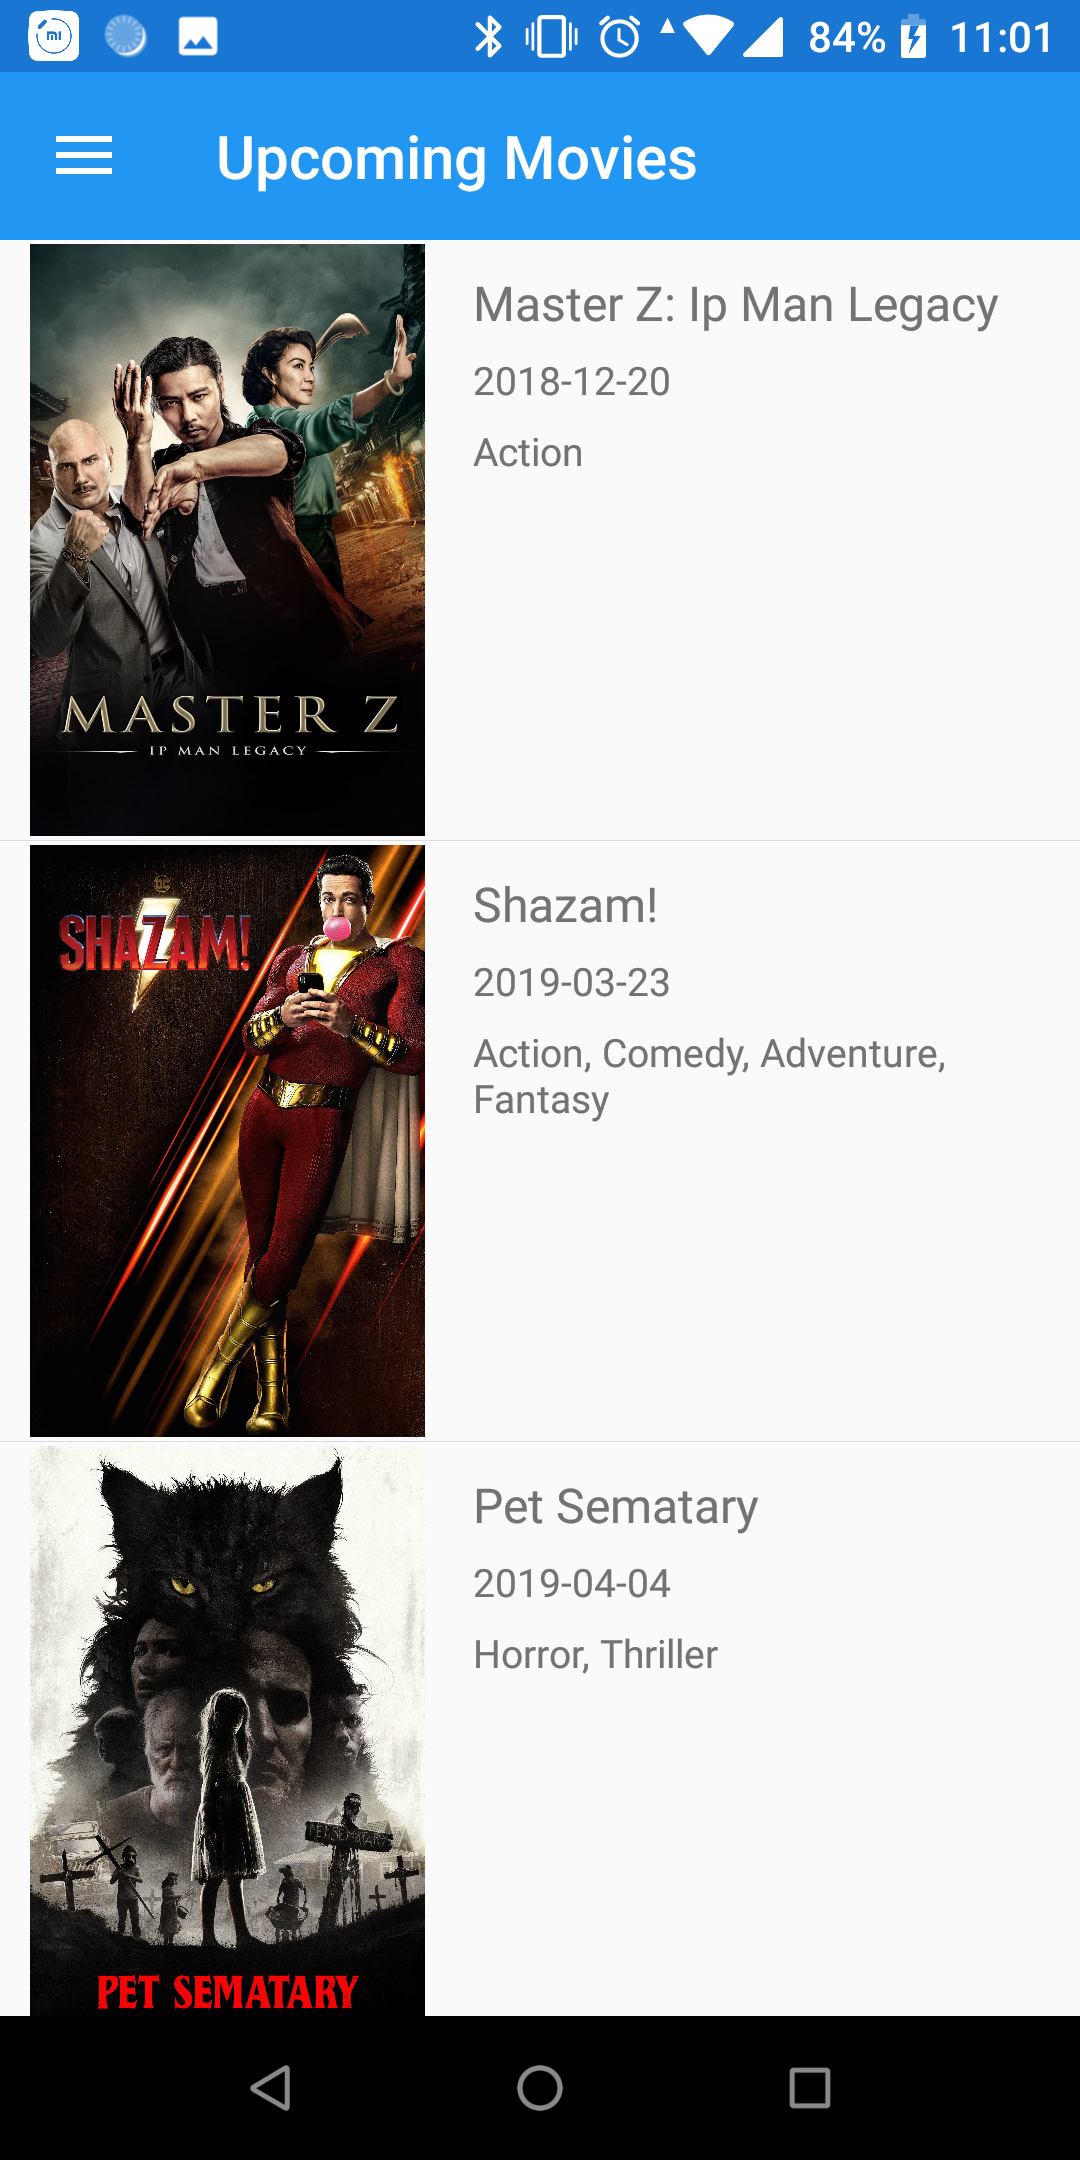 mi
84% 11:01
Upcoming Movies
Master Z: Ip Man Legacy
2018-12-20
Action
MASTER Z
IP MAN LEGACY
DC
SHAZAM!
Shazam!
2019-03-23
Action, Comedy, Adventure,
Fantasy
Pet Sematary
2019-04-04
Horror, Thriller
PET SEMATARY
PET SEMATARY